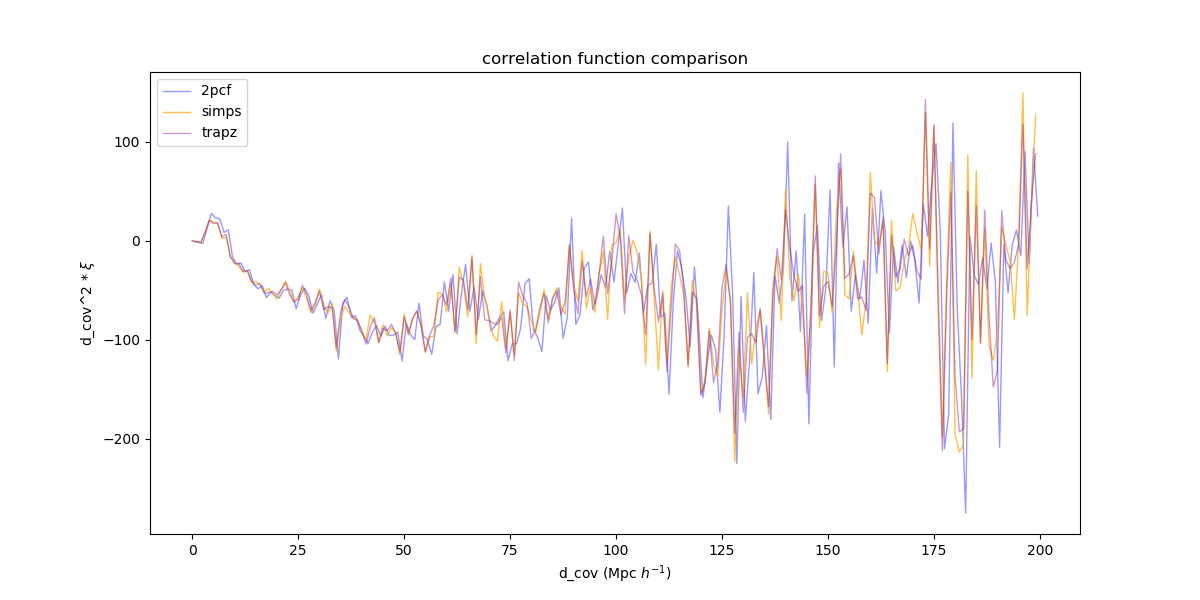 correlation function comparison
2pcf
simps
trapz
d_cov^2 * ξ
100
0
−100
−200
0 25 50 75 100 125 150 175 200
d_cov (Mpc h⁻¹)